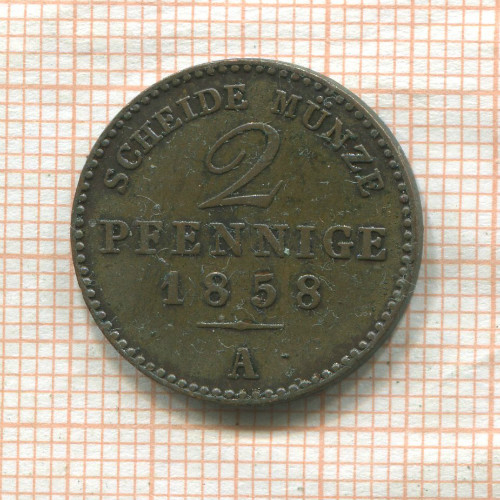 SCHEIDE MÜNZE
2
PFENNIGE
1858
A